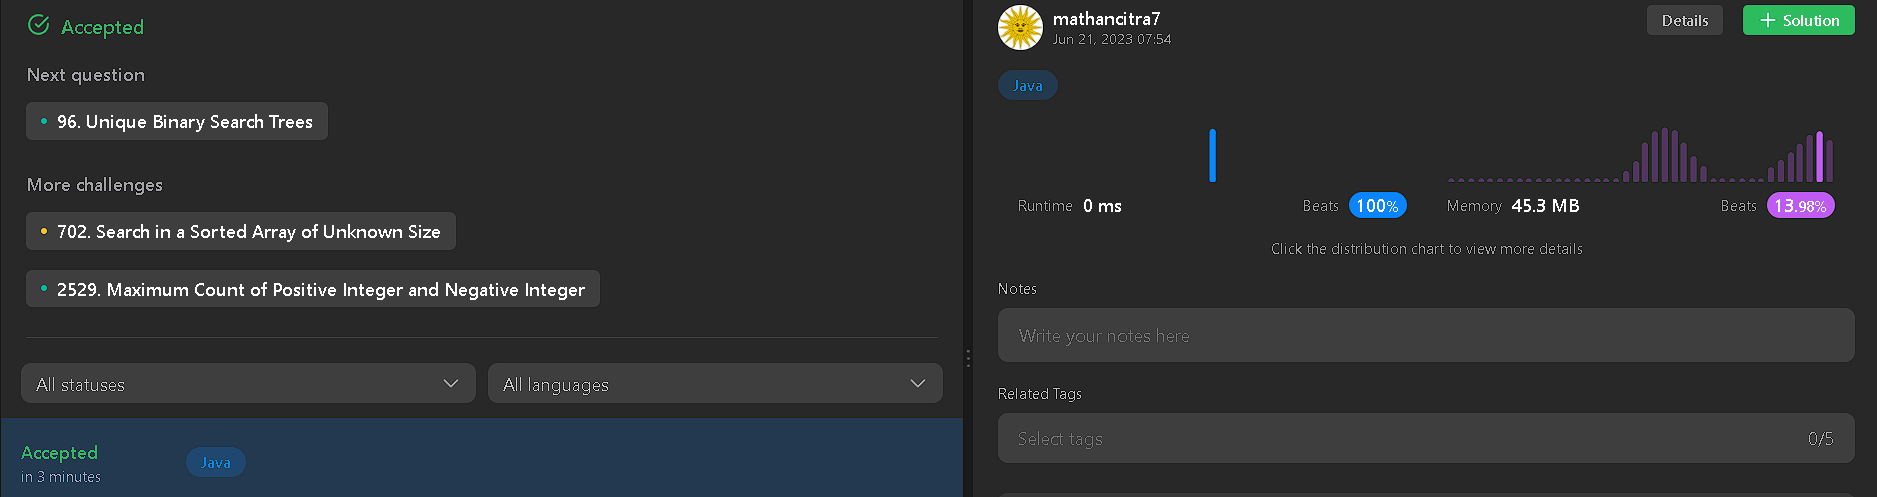 Accepted
Next question
96. Unique Binary Search Trees
More challenges
702. Search in a Sorted Array of Unknown Size
2529. Maximum Count of Positive Integer and Negative Integer
All statuses
All languages
Accepted
in 3 minutes
Java
mathancitra7
Jun 21, 2023 07:54
Details
+ Solution
Java
Runtime 0 ms
Beats 100%
Memory 45.3 MB
Beats 13.98%
Click the distribution chart to view more details
Notes
Write your notes here
Related Tags
Select tags
0/5